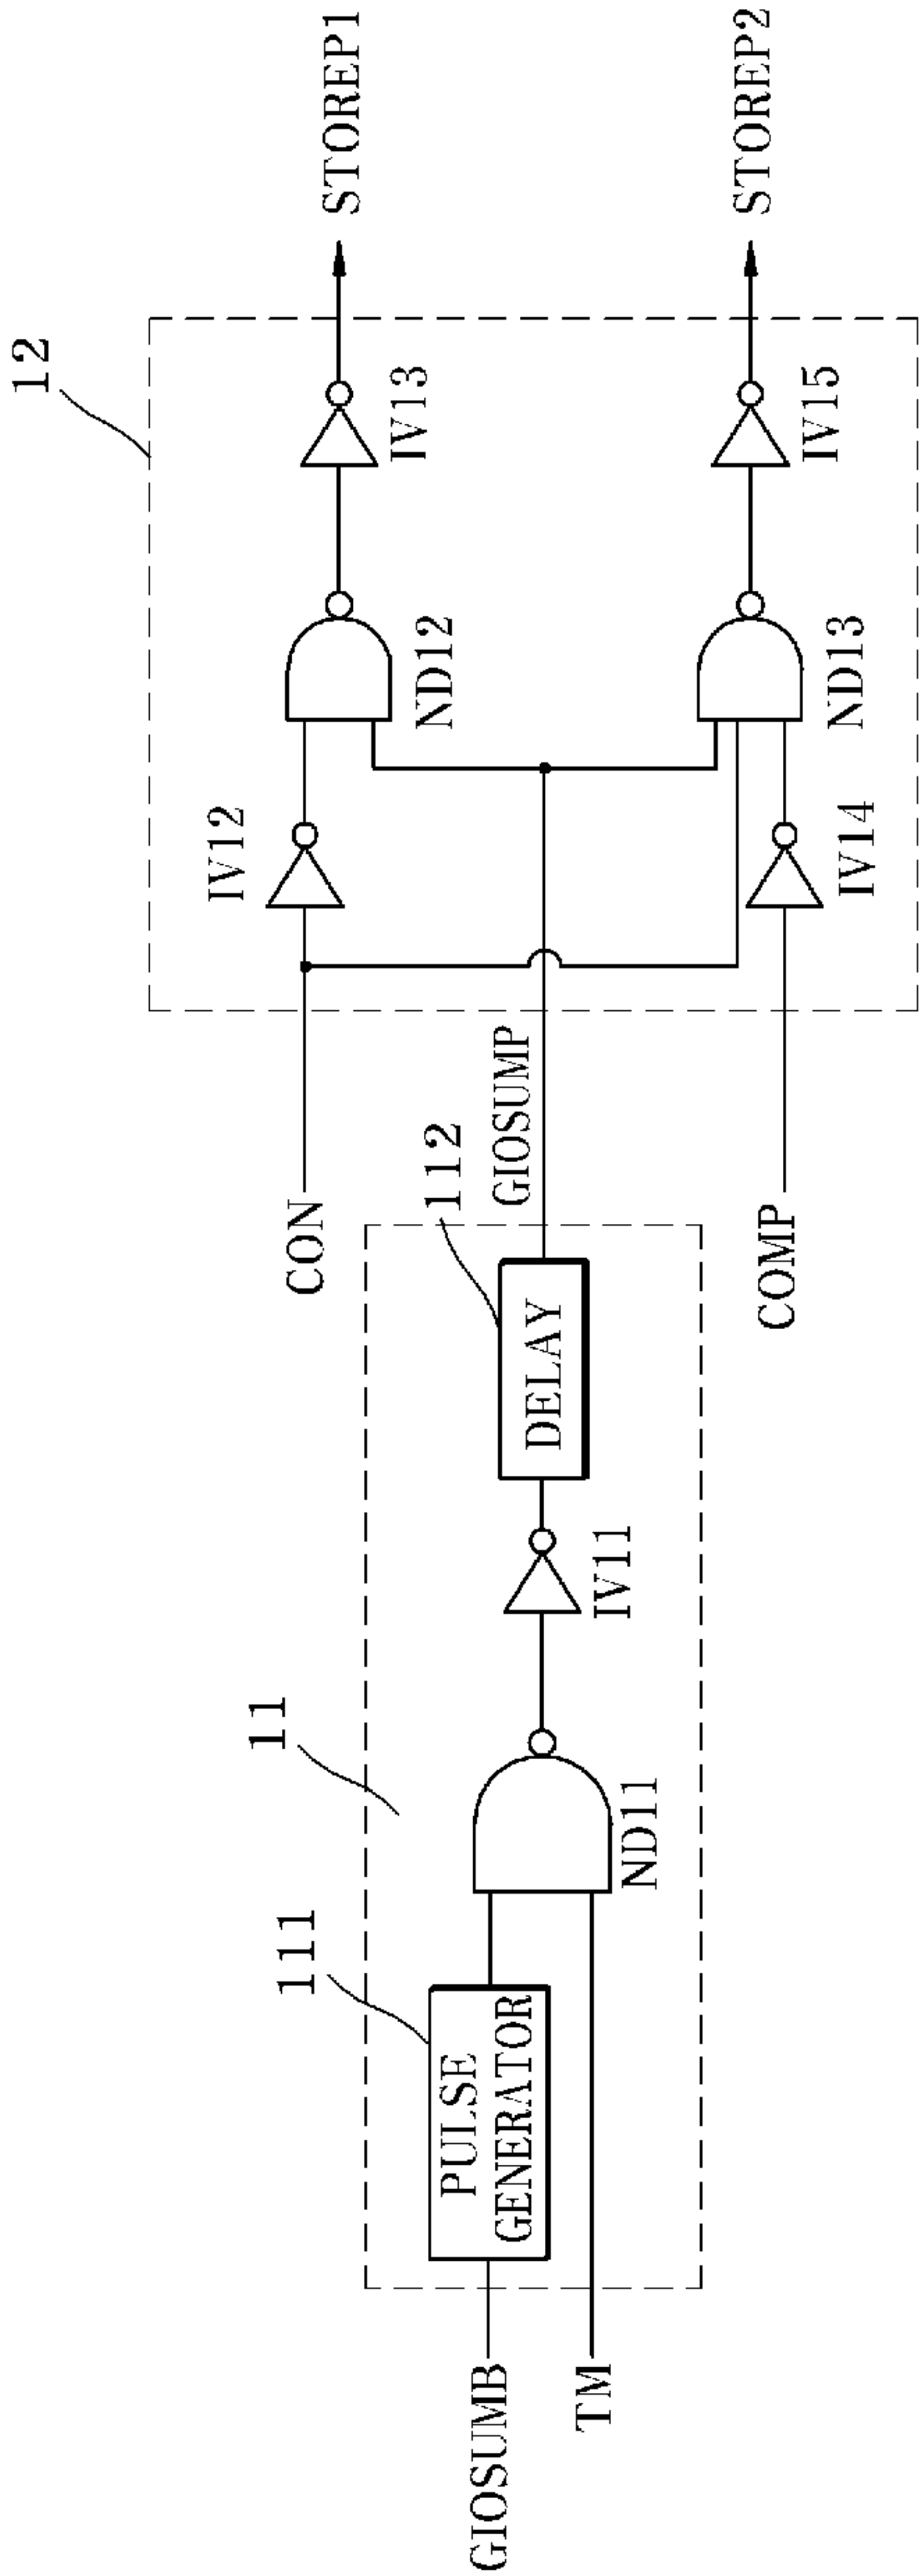 12
STOREP1
IV12
IV13
ND12
CON
11
111
112
GIOSUMP
PULSE
GENERATOR
DELAY
GIOSUMB
ND11
IV11
TM
STOREP2
ND13
IV15
COMP
IV14